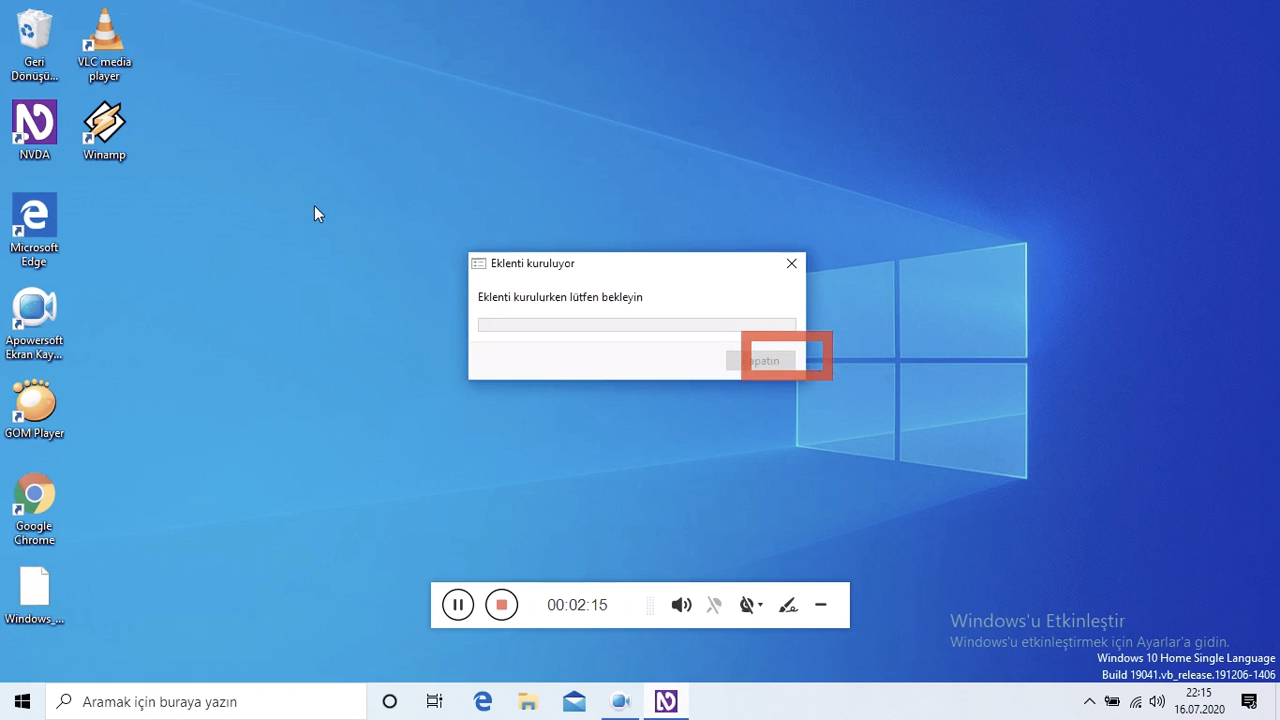 Geri
Dönüşü...
VLC media
player
NVDA
Winamp
Microsoft
Edge
Apowersoft
Ekran Kay...
GOM Player
Google
Chrome
Windows_...
Eklenti kuruluyor
Eklenti kurulurken lütfen bekleyin
apatın
00:02:15
Windows'u Etkinleştir
Windows'u etkinleştirmek için Ayarlar'a gidin.
Windows 10 Home Single Language
Build 19041.vb_release.191206-1406
Aramak için buraya yazın
22:15
16.07.2020